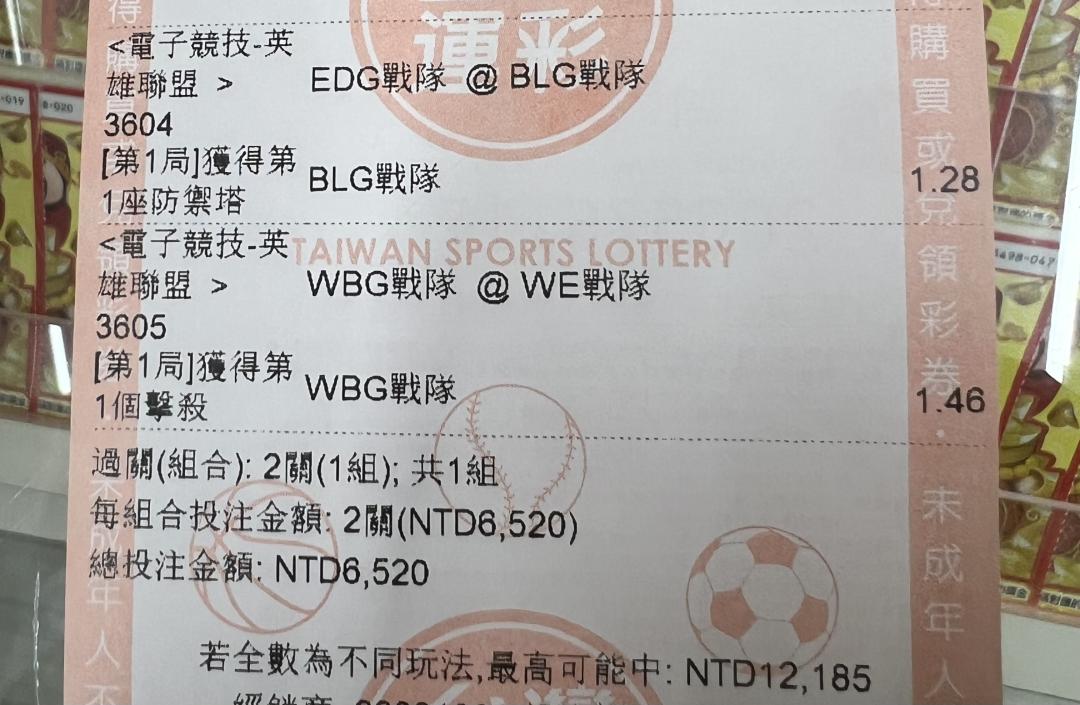 運彩
<電子競技-英
雄聯盟 >
EDG戰隊 @ BLG戰隊
3604
[第1局]獲得第
1座防禦塔
BLG戰隊
1.28
TAIWAN SPORTS LOTTERY
<電子競技-英
雄聯盟 >
WBG戰隊 @ WE戰隊
3605
[第1局]獲得第
1個擊殺
WBG戰隊
1.46
過關(組合): 2關(1組); 共1組
每組合投注金額: 2關(NTD6,520)
總投注金額: NTD6,520
若全數為不同玩法,最高可能中: NTD12,185
得購買或兌領彩券．未成年人
-019
8-020
498-047